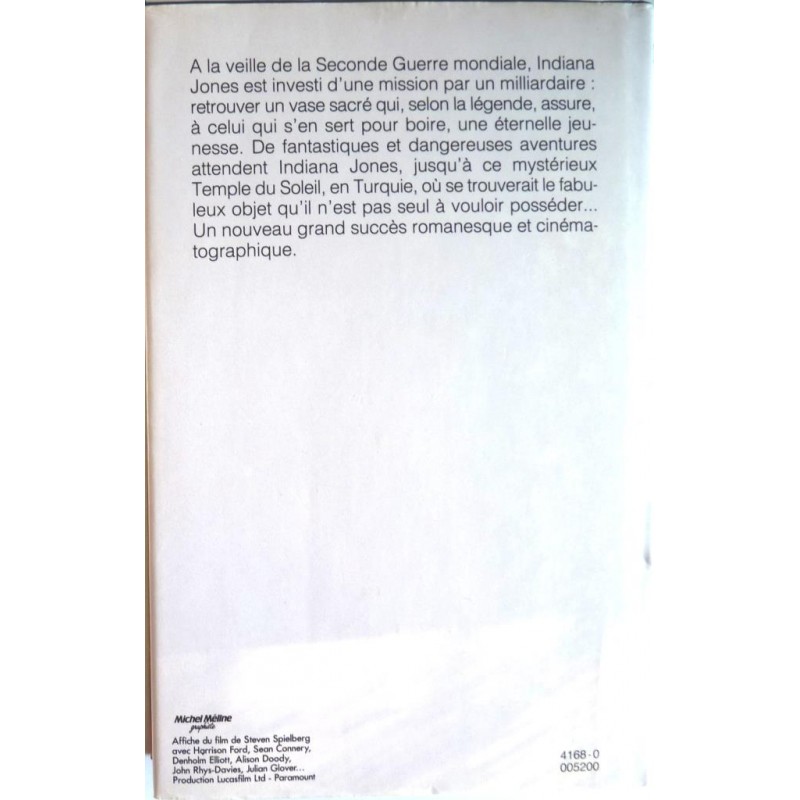 A la veille de la Seconde Guerre mondiale, Indiana
Jones est investi d'une mission par un milliardaire :
retrouver un vase sacré qui, selon la légende, assure,
à celui qui s'en sert pour boire, une éternelle jeu-
nesse. De fantastiques et dangereuses aventures
attendent Indiana Jones, jusqu'à ce mystérieux
Temple du Soleil, en Turquie, où se trouverait le fabu-
leux objet qu'il n'est pas seul à vouloir posséder...
Un nouveau grand succès romanesque et cinéma-
tographique.
Michel Méline
graphiste
Affiche du film de Steven Spielberg
avec Harrison Ford, Sean Connery,
Denholm Elliott, Alison Doody,
John Rhys-Davies, Julian Glover...
Production Lucasfilm Ltd - Paramount
4168-0
005200